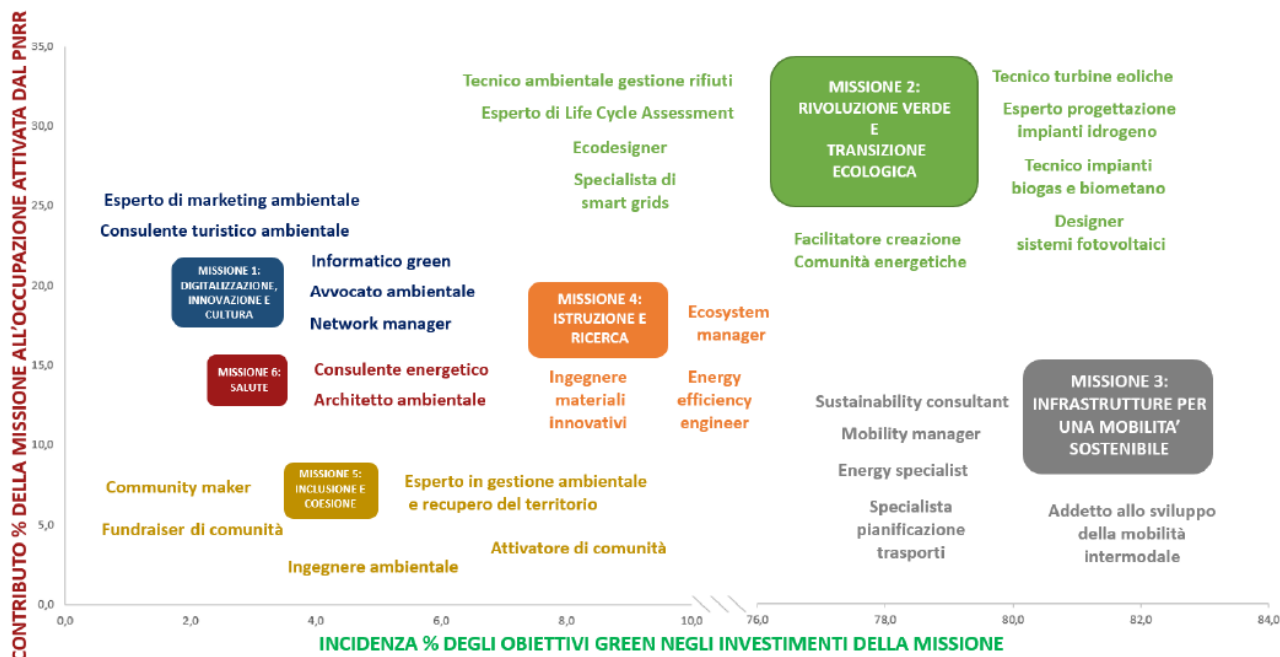 CONTRIBUTO % DELLA MISSIONE ALL'OCCUPAZIONE ATTIVATA DAL PNRR
35,0
30,0
25,0
20,0
15,0
10,0
5,0
0,0
Tecnico ambientale gestione rifiuti
Esperto di Life Cycle Assessment
Ecodesigner
Specialista di
smart grids
MISSIONE 2:
RIVOLUZIONE VERDE
E
TRANSIZIONE
ECOLOGICA
Tecnico turbine eoliche
Esperto progettazione
impianti idrogeno
Tecnico impianti
biogas e biometano
Designer
sistemi fotovoltaici
Facilitatore creazione
Comunità energetiche
Esperto di marketing ambientale
Consulente turistico ambientale
MISSIONE 1:
DIGITALIZZAZIONE,
INNOVAZIONE E
CULTURA
Informatico green
Avvocato ambientale
Network manager
MISSIONE 4:
ISTRUZIONE E
RICERCA
Ecosystem
manager
Ingegnere
materiali
innovativi
Energy
efficiency
engineer
MISSIONE 6:
SALUTE
Consulente energetico
Architetto ambientale
MISSIONE 3:
INFRASTRUTTURE PER
UNA MOBILITA'
SOSTENIBILE
Sustainability consultant
Mobility manager
Energy specialist
Specialista
pianificazione
trasporti
Addetto allo sviluppo
della mobilità
intermodale
MISSIONE 5:
INCLUSIONE E
COESIONE
Community maker
Fundraiser di comunità
Esperto in gestione ambientale
e recupero del territorio
Attivatore di comunità
Ingegnere ambientale
0,0
2,0
4,0
6,0
8,0
10,0
76,0
78,0
80,0
82,0
84,0
INCIDENZA % DEGLI OBIETTIVI GREEN NEGLI INVESTIMENTI DELLA MISSIONE